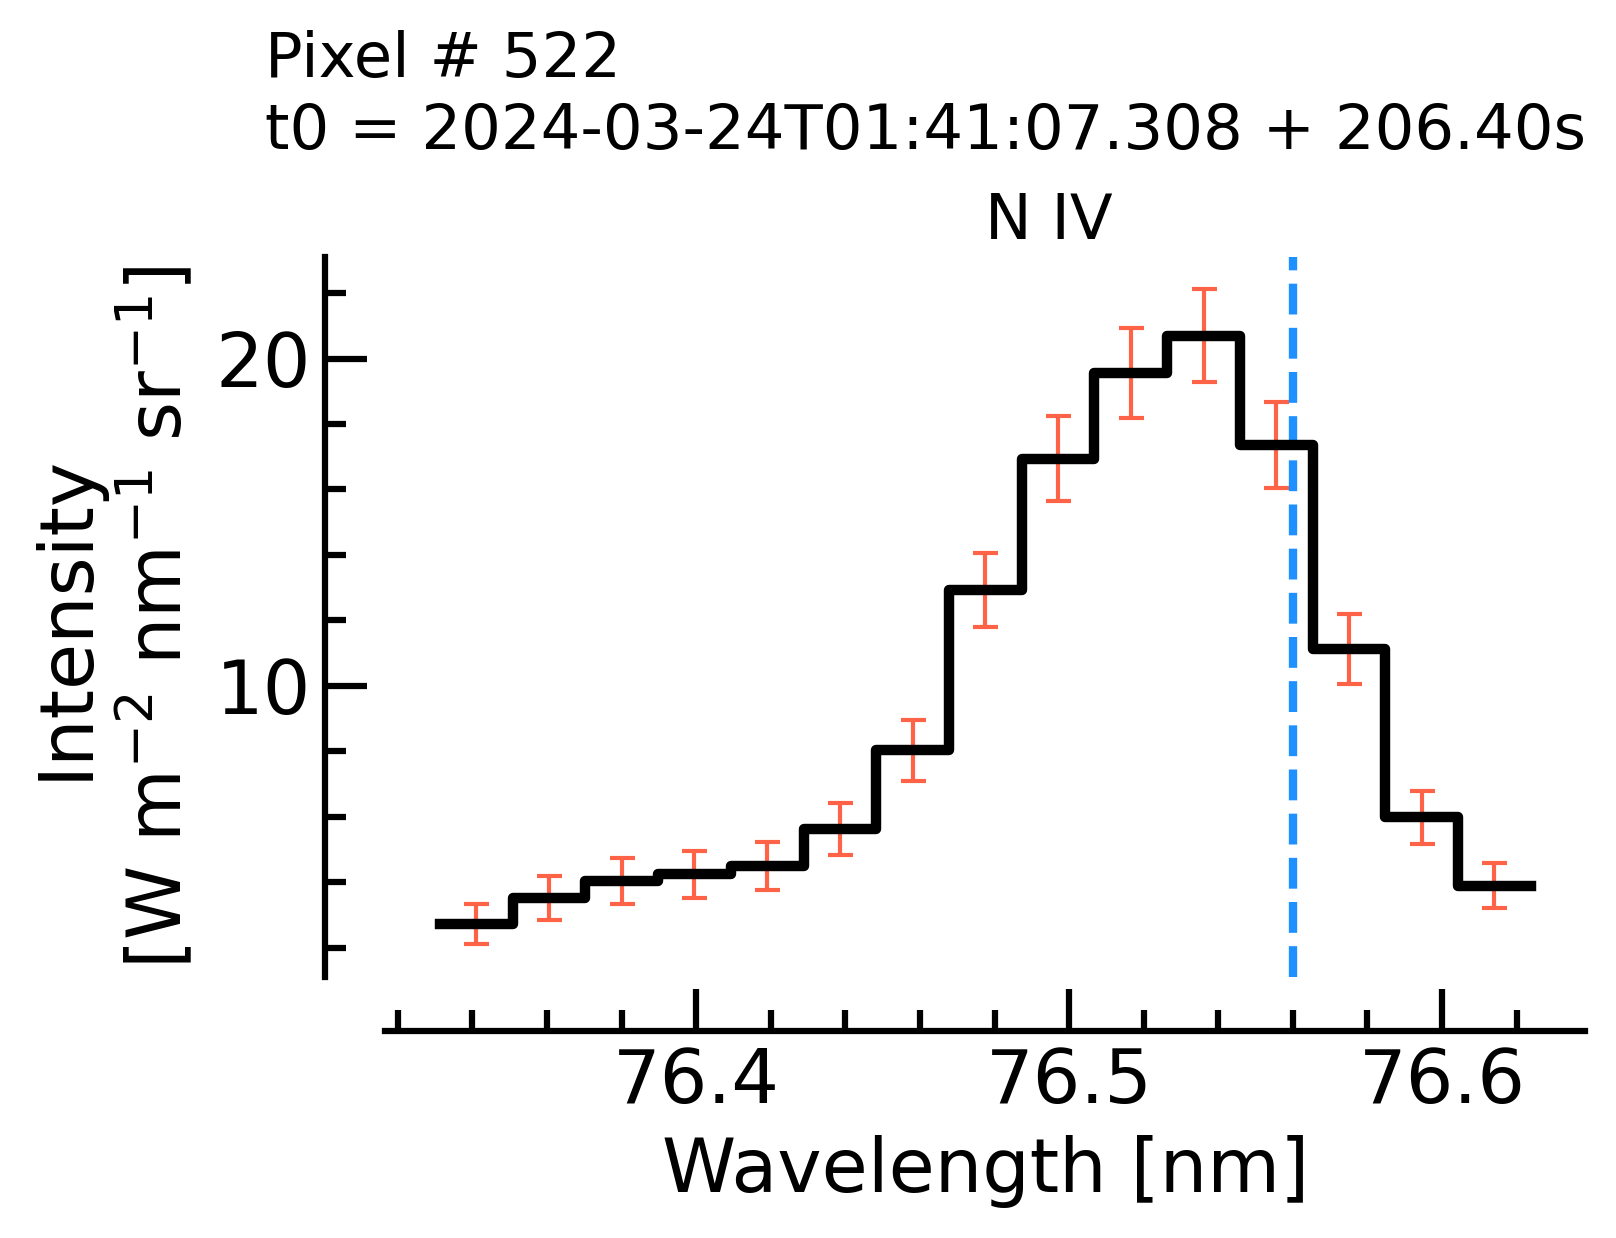 Pixel # 522
t0 = 2024-03-24T01:41:07.308 + 206.40s
N IV
Intensity
[W m⁻² nm⁻¹ sr⁻¹]
20
10
76.4 76.5 76.6
Wavelength [nm]